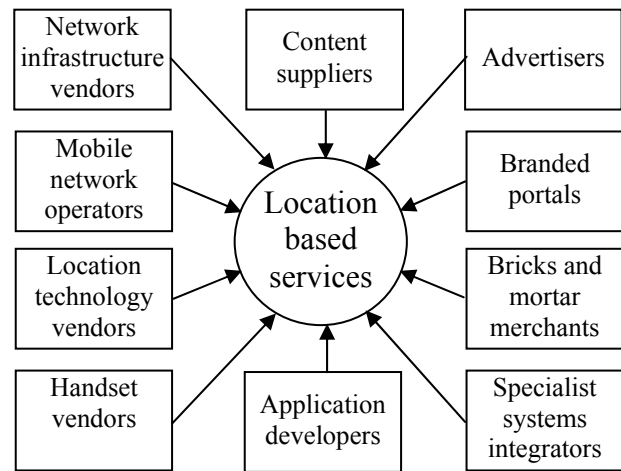 Network
infrastructure
vendors
Content
suppliers
Advertisers
Mobile
network
operators
Location
based
services
Branded
portals
Location
technology
vendors
Bricks and
mortar
merchants
Handset
vendors
Application
developers
Specialist
systems
integrators